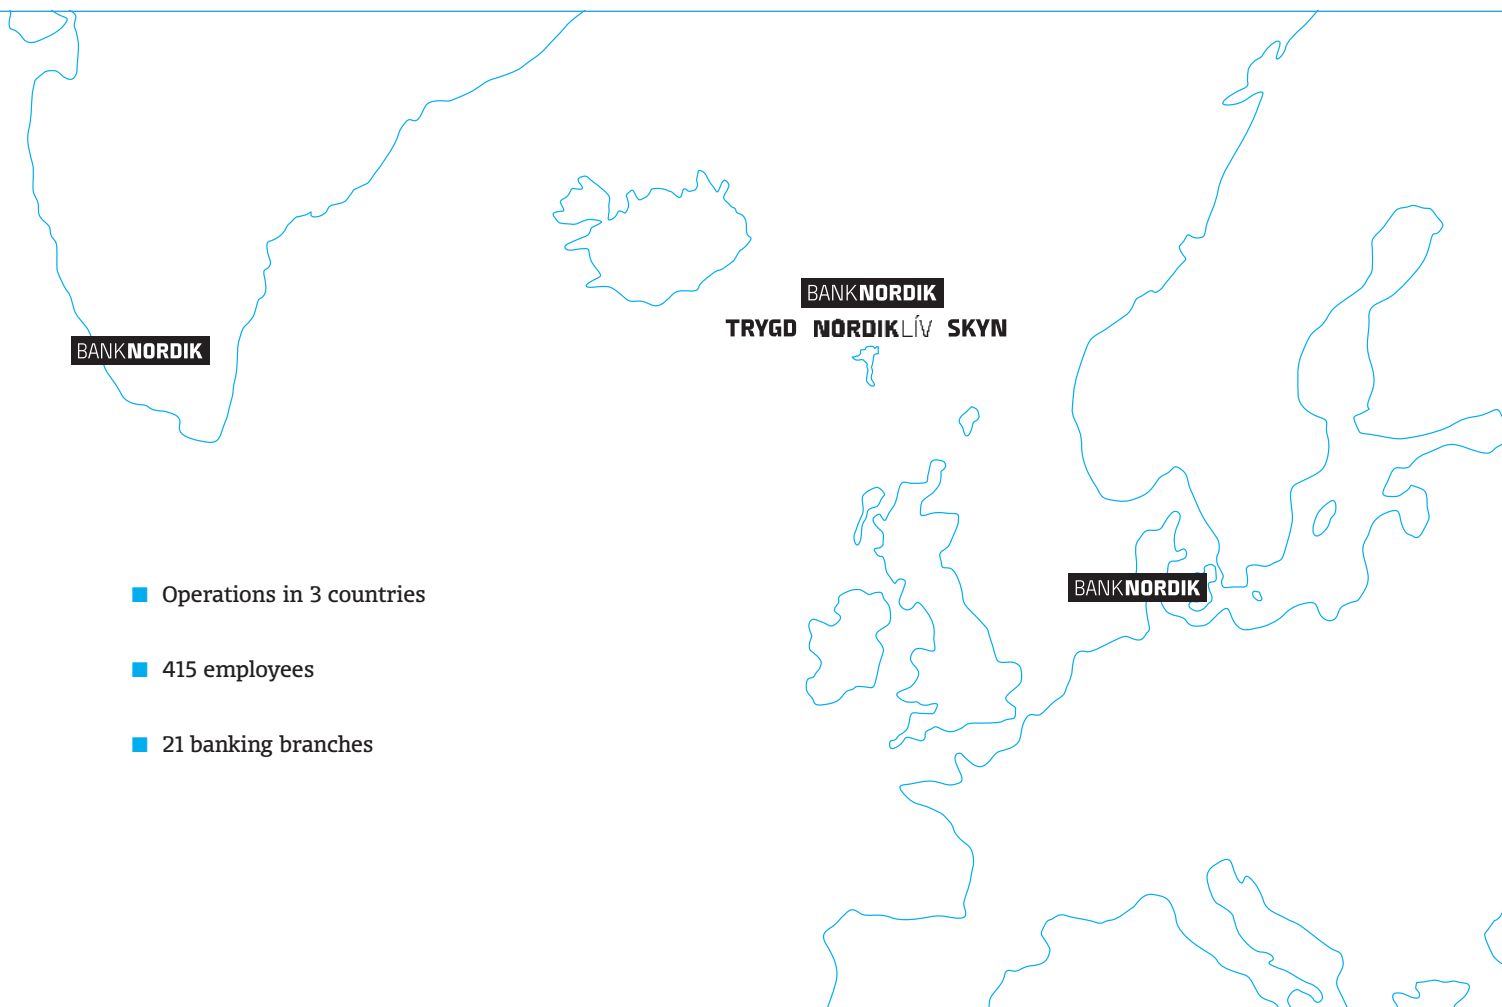 BANKNORDIK
TRYGD NORDIKLÍV SKYN
BANKNORDIK
BANKNORDIK
Operations in 3 countries
415 employees
21 banking branches